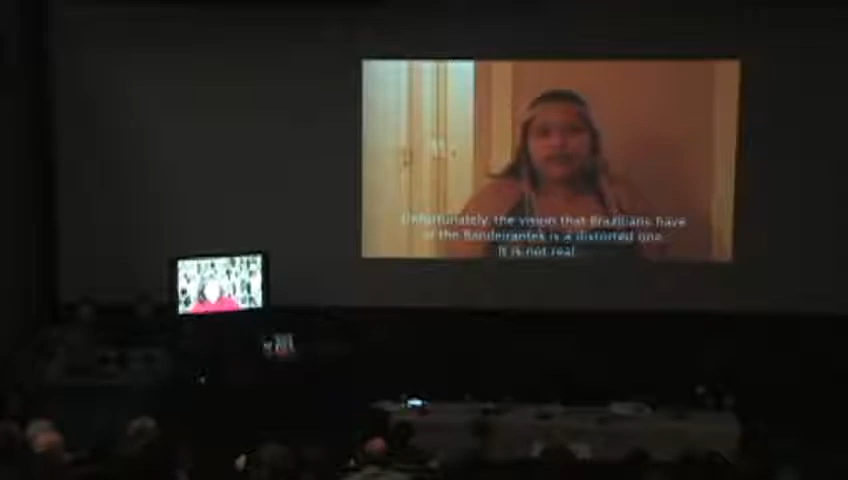 Unfortunately, the vision that Brazilians have
of the Bandeirantes is a distorted one.
It is not real